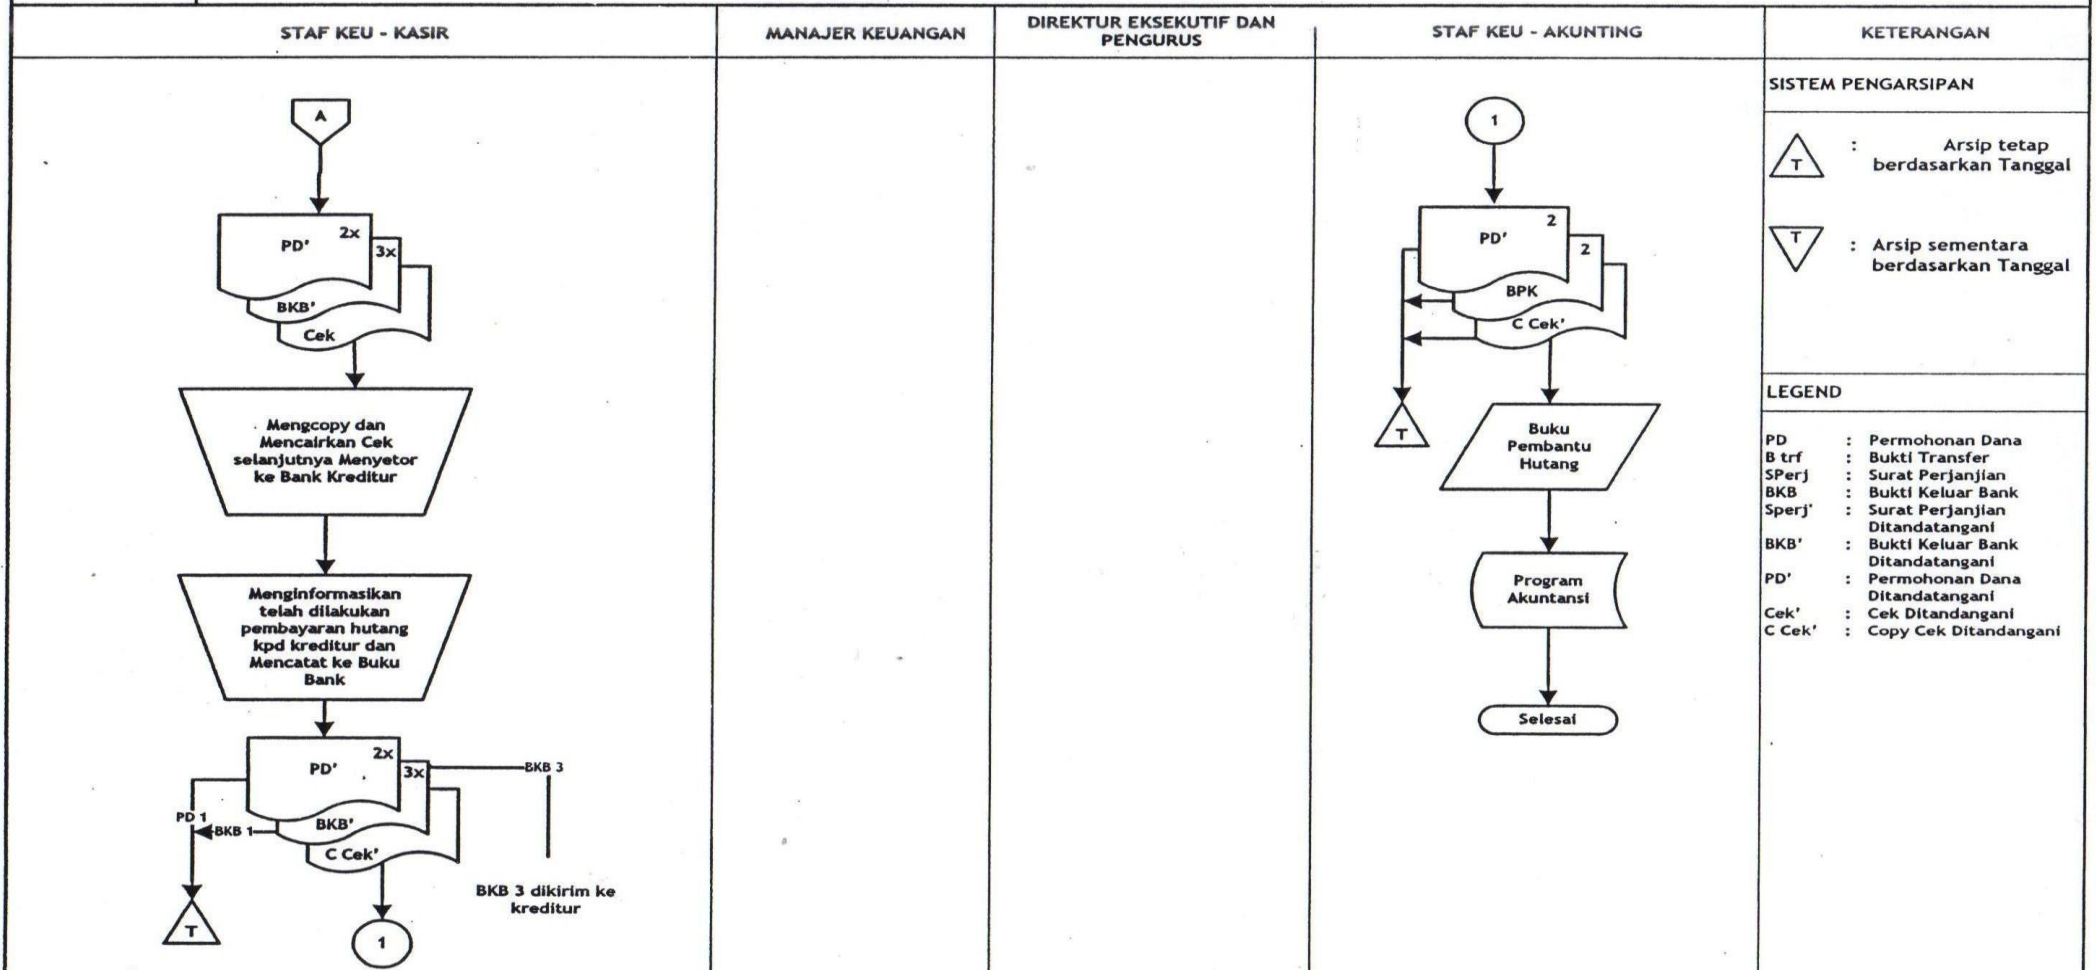 STAF KEU - KASIR
MANAJER KEUANGAN
DIREKTUR EKSEKUTIF DAN
PENGURUS
STAF KEU - AKUNTING
KETERANGAN
A
2x
PD'
3x
BKB'
Cek
Mengcopy dan
Mencairkan Cek
selanjutnya Menyetor
ke Bank Kreditur
Menginformasikan
telah dilakukan
pembayaran hutang
kpd kreditur dan
Mencatat ke Buku
Bank
2x
PD'
3x
BKB 3
PD 1
BKB 1
BKB'
C Cek'
BKB 3 dikirim ke
kreditur
T
1
1
2
PD'
2
BPK
C Cek'
T
Buku
Pembantu
Hutang
Program
Akuntansi
Selesai
SISTEM PENGARSIPAN
T : Arsip tetap
berdasarkan Tanggal
T : Arsip sementara
berdasarkan Tanggal
LEGEND
PD : Permohonan Dana
B trf : Bukti Transfer
SPerj : Surat Perjanjian
BKB : Bukti Keluar Bank
Sperj' : Surat Perjanjian
Ditandatangani
BKB' : Bukti Keluar Bank
Ditandatangani
PD' : Permohonan Dana
Ditandatangani
Cek' : Cek Ditandangani
C Cek' : Copy Cek Ditandangani